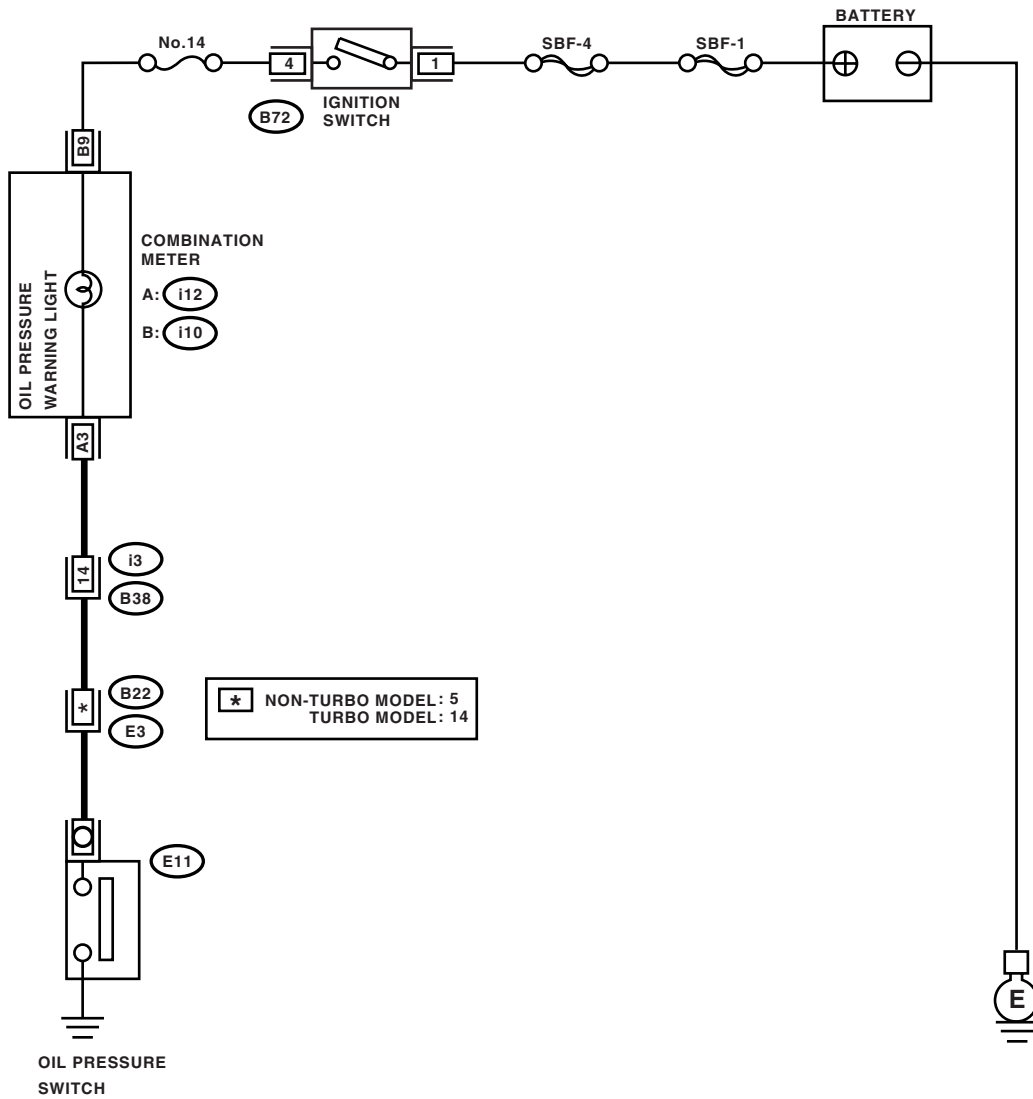 BATTERY
No.14
SBF-4
SBF-1
4
1
IGNITION
SWITCH
B72
B9
OIL PRESSURE
WARNING LIGHT
COMBINATION
METER
A: i12
B: i10
A3
14
i3
B38
*
B22
E3
* NON-TURBO MODEL: 5
TURBO MODEL: 14
E11
E
OIL PRESSURE
SWITCH